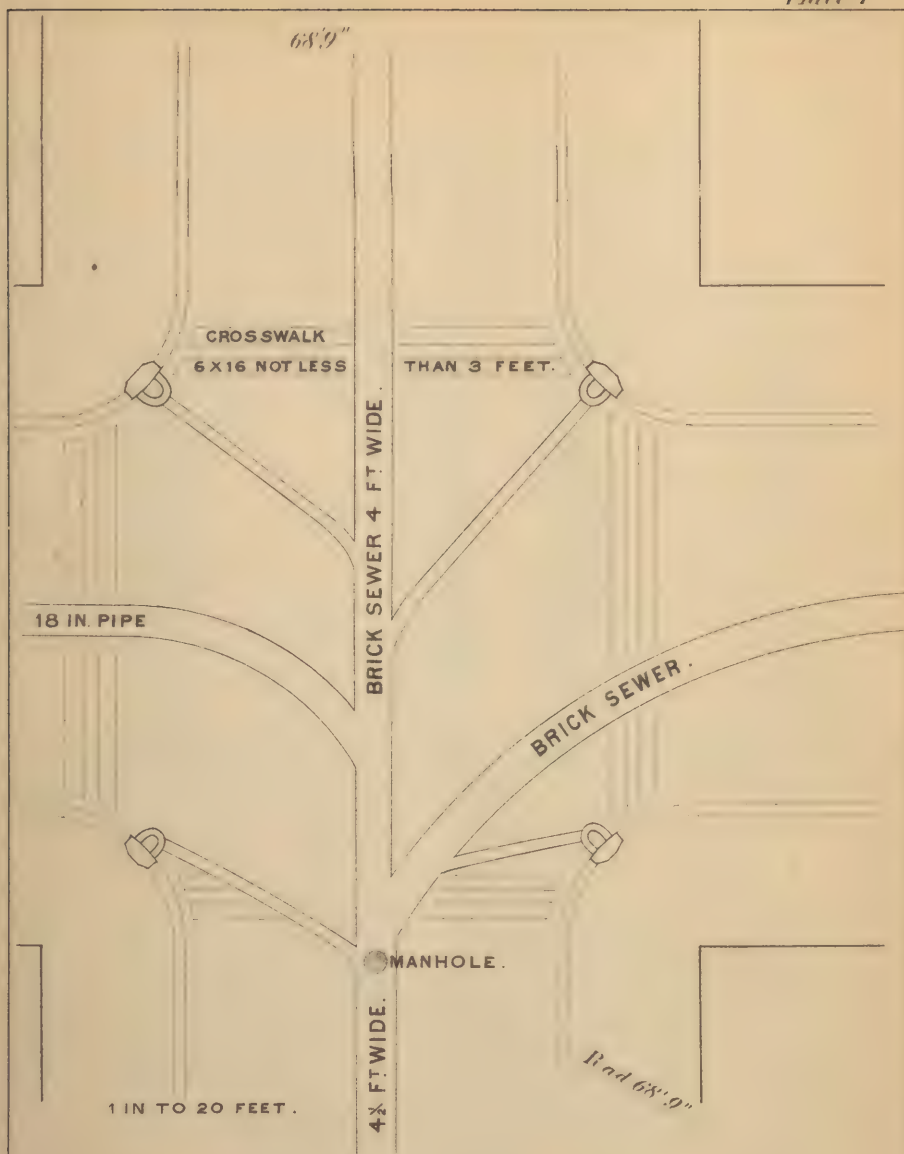 68'.9"
CROSSWALK
6 X 16 NOT LESS THAN 3 FEET.
BRICK SEWER 4 FT. WIDE.
18 IN. PIPE
BRICK SEWER.
MANHOLE.
4½ FT. WIDE.
Rad 68'.9"
1 IN TO 20 FEET.